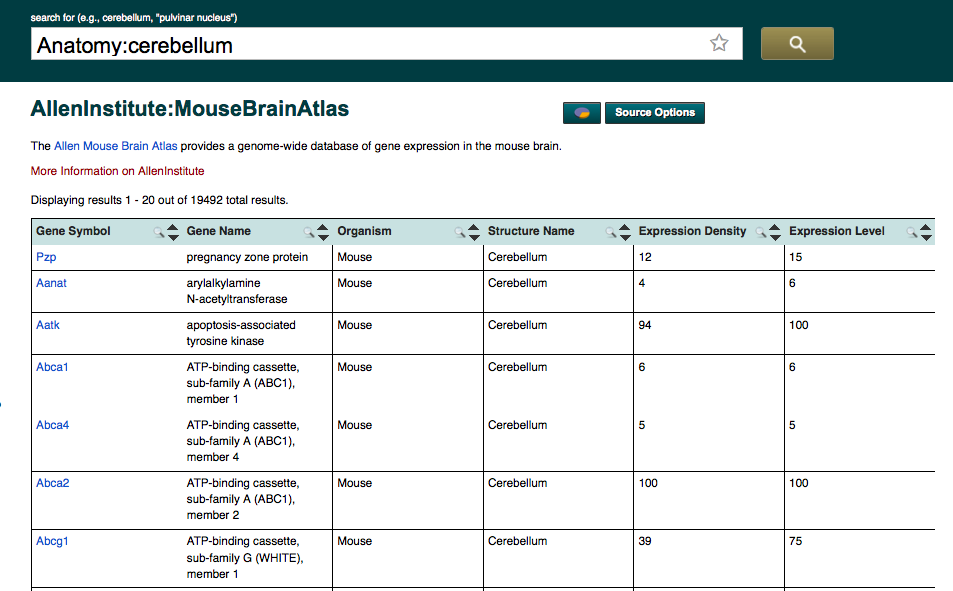 search for (e.g., cerebellum, "pulvinar nucleus")
Anatomy:cerebellum
AllenInstitute:MouseBrainAtlas
Source Options
The Allen Mouse Brain Atlas provides a genome-wide database of gene expression in the mouse brain.
More Information on AllenInstitute
Displaying results 1 - 20 out of 19492 total results.
Gene Symbol Gene Name Organism Structure Name Expression Density Expression Level
Pzp pregnancy zone protein Mouse Cerebellum 12 15
Aanat arylalkylamine Mouse Cerebellum 4 6
N-acetyltransferase
Aatk apoptosis-associated Mouse Cerebellum 94 100
tyrosine kinase
Abca1 ATP-binding cassette, Mouse Cerebellum 6 6
sub-family A (ABC1),
member 1
Abca4 ATP-binding cassette, Mouse Cerebellum 5 5
sub-family A (ABC1),
member 4
Abca2 ATP-binding cassette, Mouse Cerebellum 100 100
sub-family A (ABC1),
member 2
Abcg1 ATP-binding cassette, Mouse Cerebellum 39 75
sub-family G (WHITE),
member 1